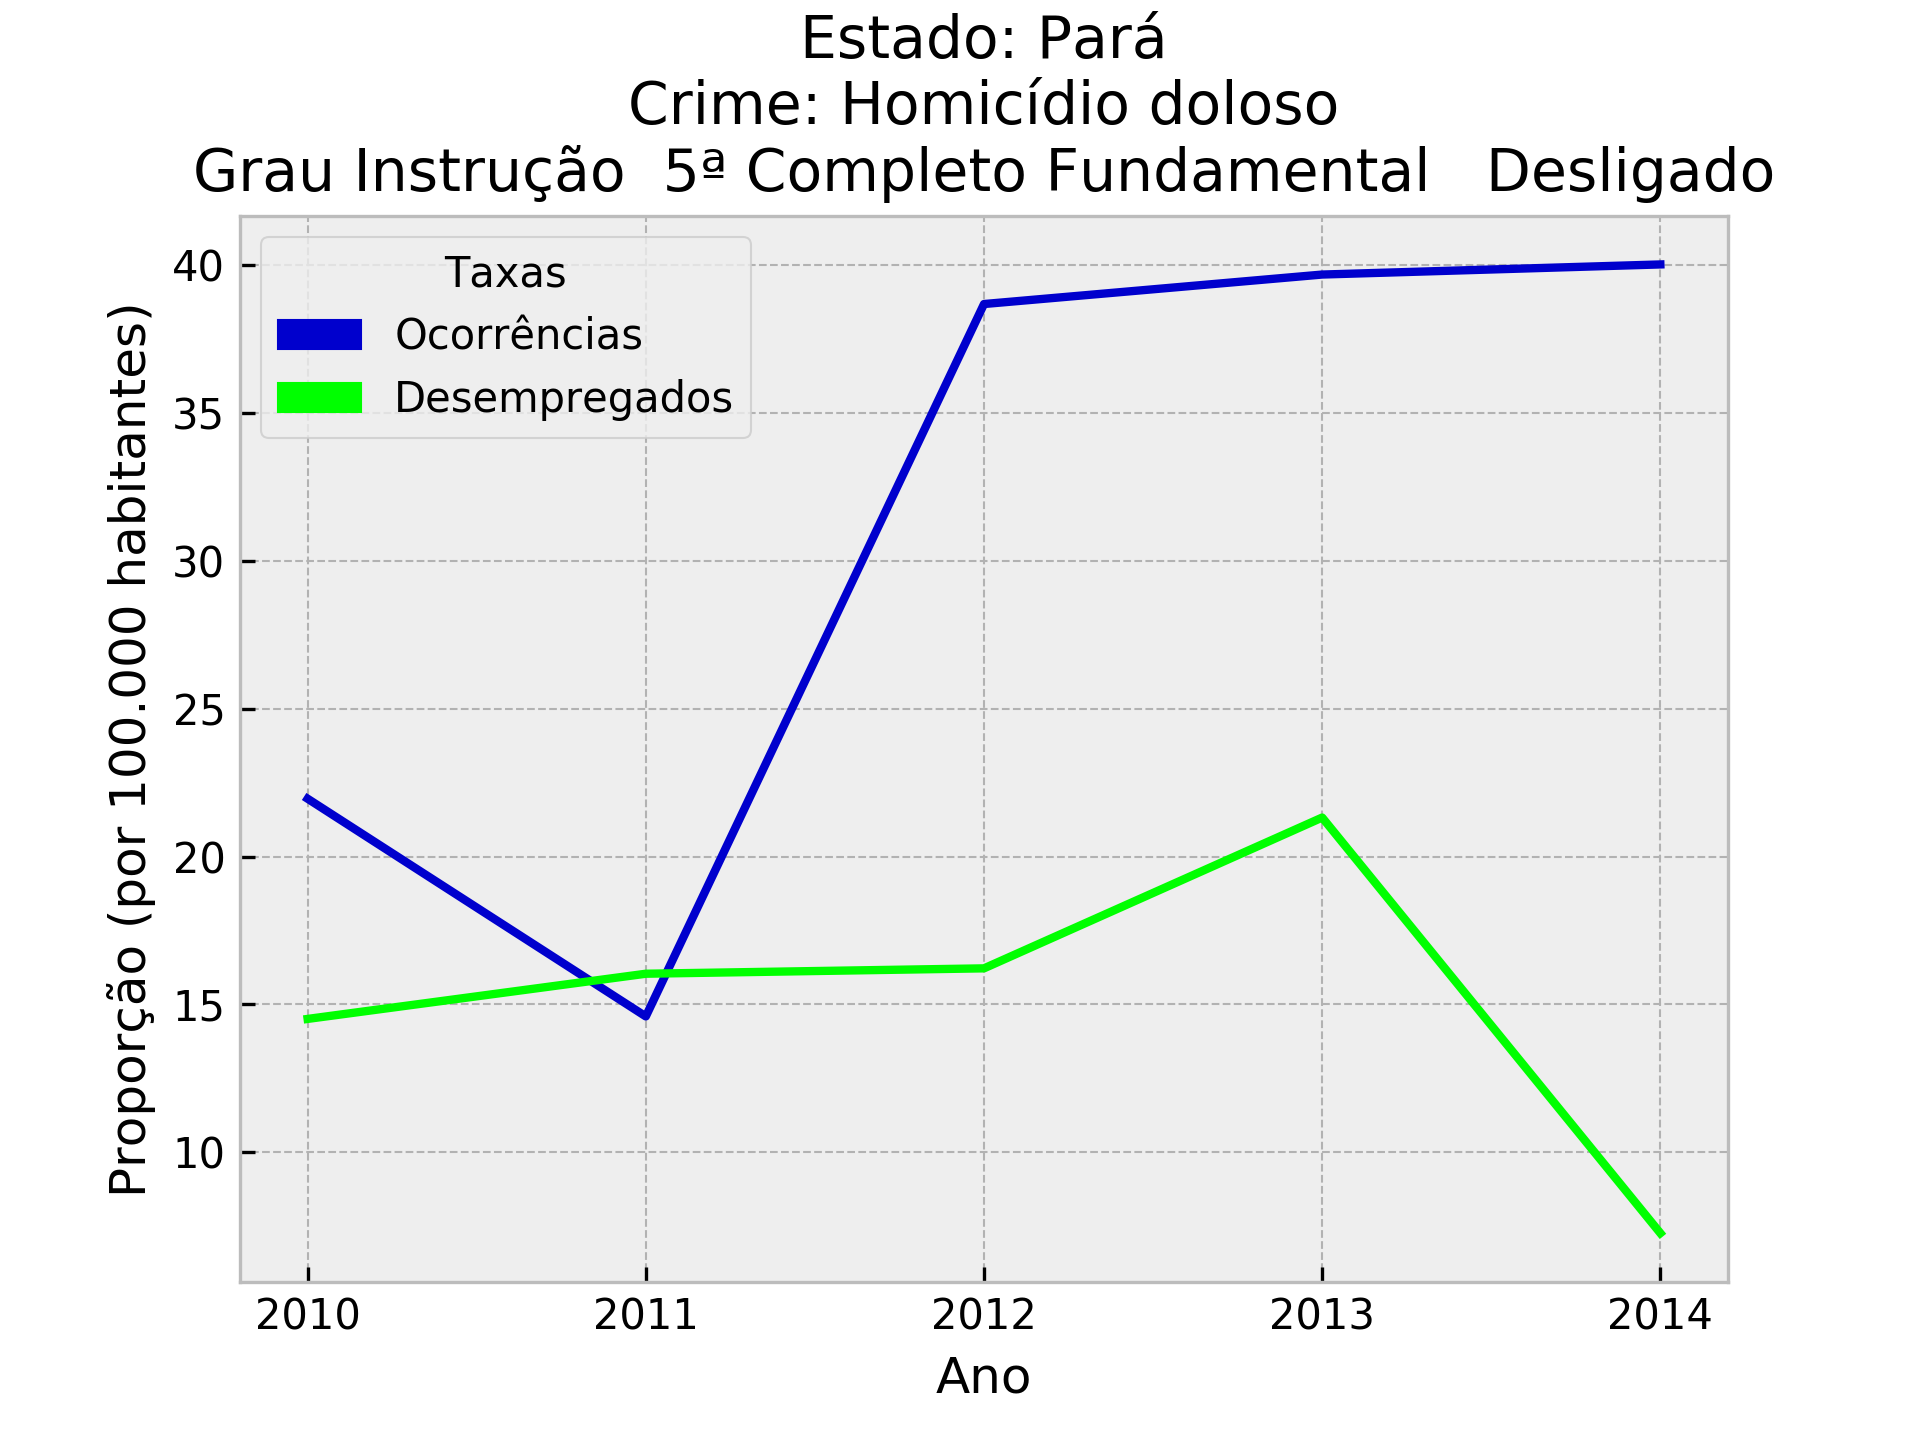 Estado: Pará
Crime: Homicídio doloso
Grau Instrução  5ª Completo Fundamental   Desligado
Taxas
Ocorrências
Desempregados
Proporção (por 100.000 habitantes)
40
35
30
25
20
15
10
2010 2011 2012 2013 2014
Ano